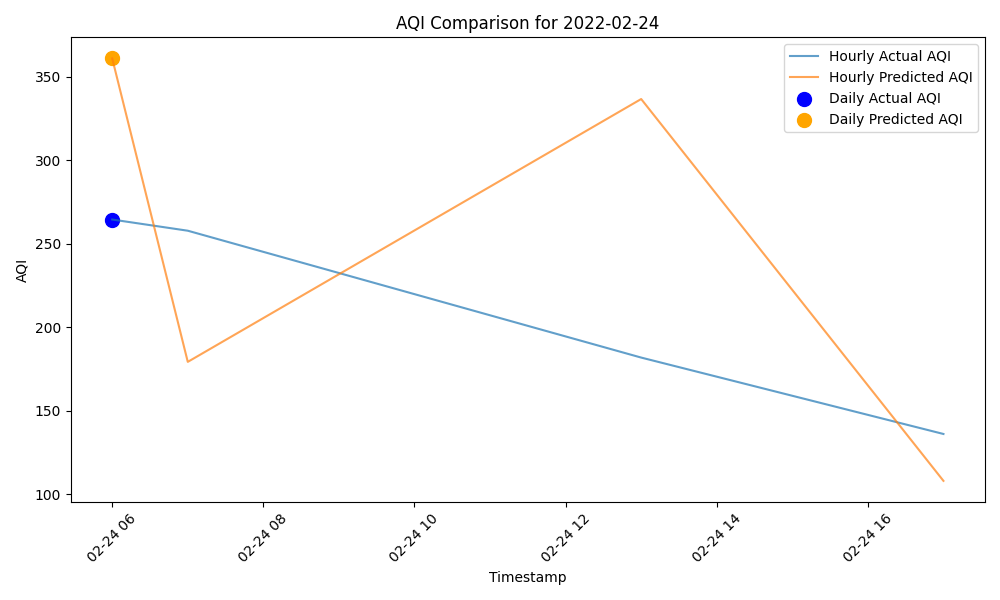 AQI Comparison for 2022-02-24
Hourly Actual AQI
Hourly Predicted AQI
Daily Actual AQI
Daily Predicted AQI
AQI
350
300
250
200
150
100
02-24 06
02-24 08
02-24 10
02-24 12
02-24 14
02-24 16
Timestamp